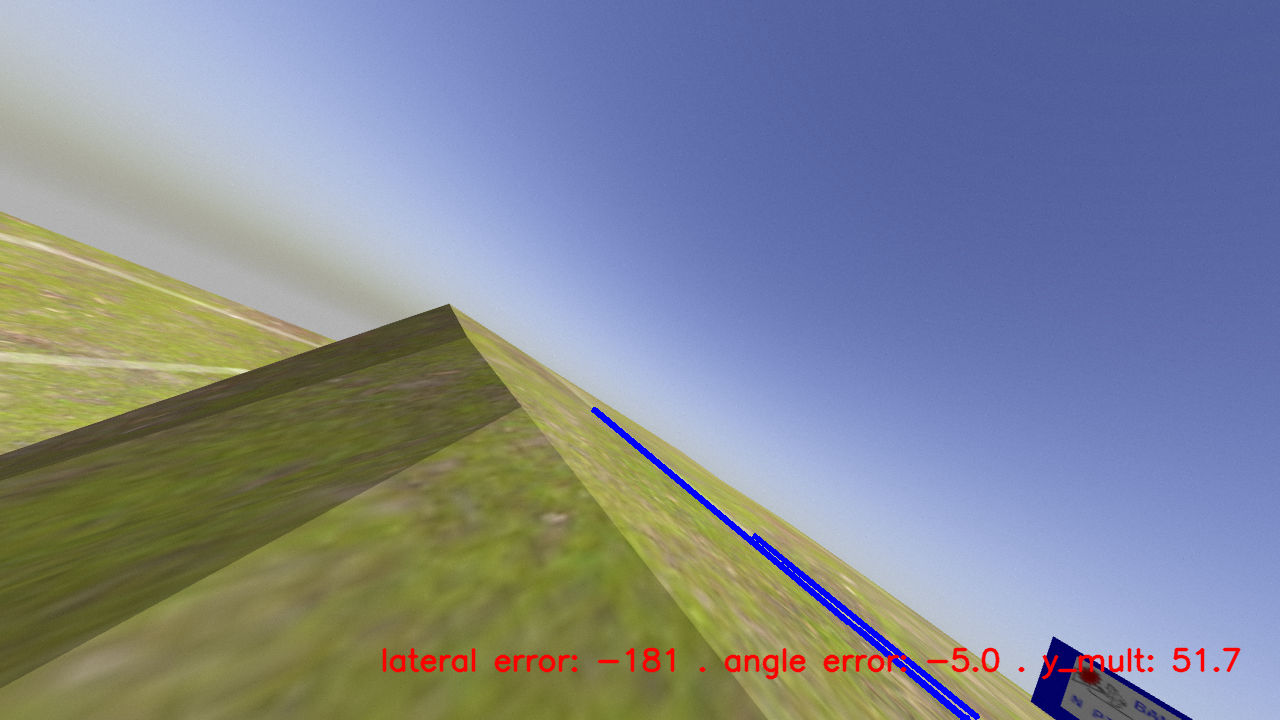 lateral error: −181 . angle error: −5.0 . y_mult: 51.7